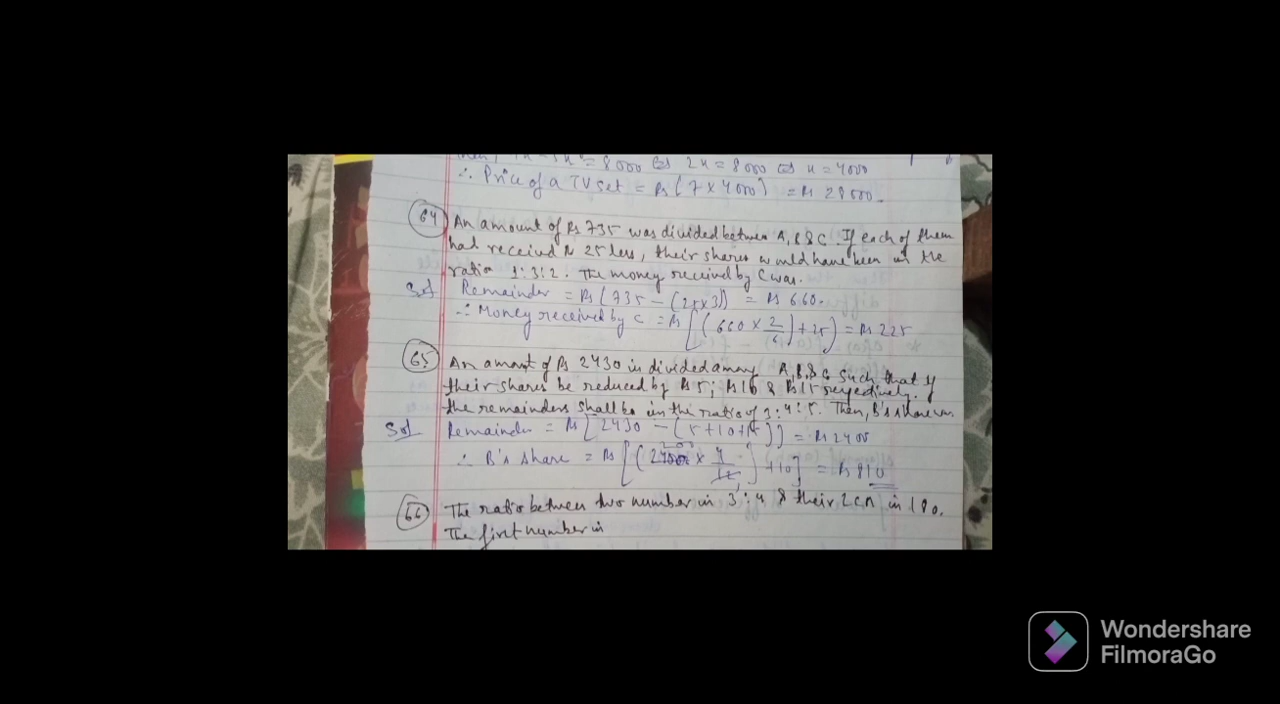 = 8000 2x = 8000 x = 4000
∴ Price of a TV set = Rs (7 × 4000) = Rs 28000.
64 An amount of Rs 735 was divided between A, B & C. If each of them
had received Rs 25 less, their shares would have been in the
ratio 1:3:2. The money received by C was.
Sol Remainder = Rs (735 - (25×3)) = Rs 660.
∴ Money received by C = Rs [(660 × 2/6) + 25] = Rs 225
65 An amount of Rs 2430 is divided among A, B & C such that if
their shares be reduced by Rs 5; Rs 10 & Rs 15 respectively.
the remainders shall be in the ratio of 3:4:5. Then, B's share was
Sol Remainder = Rs [2430 - (5+10+15)] = Rs 2400
∴ B's share = Rs [(2400 × 4/12) + 10] = Rs 810
66 The ratio between two number is 3:4 & their LCM is 180.
The first number is
Wondershare
FilmoraGo